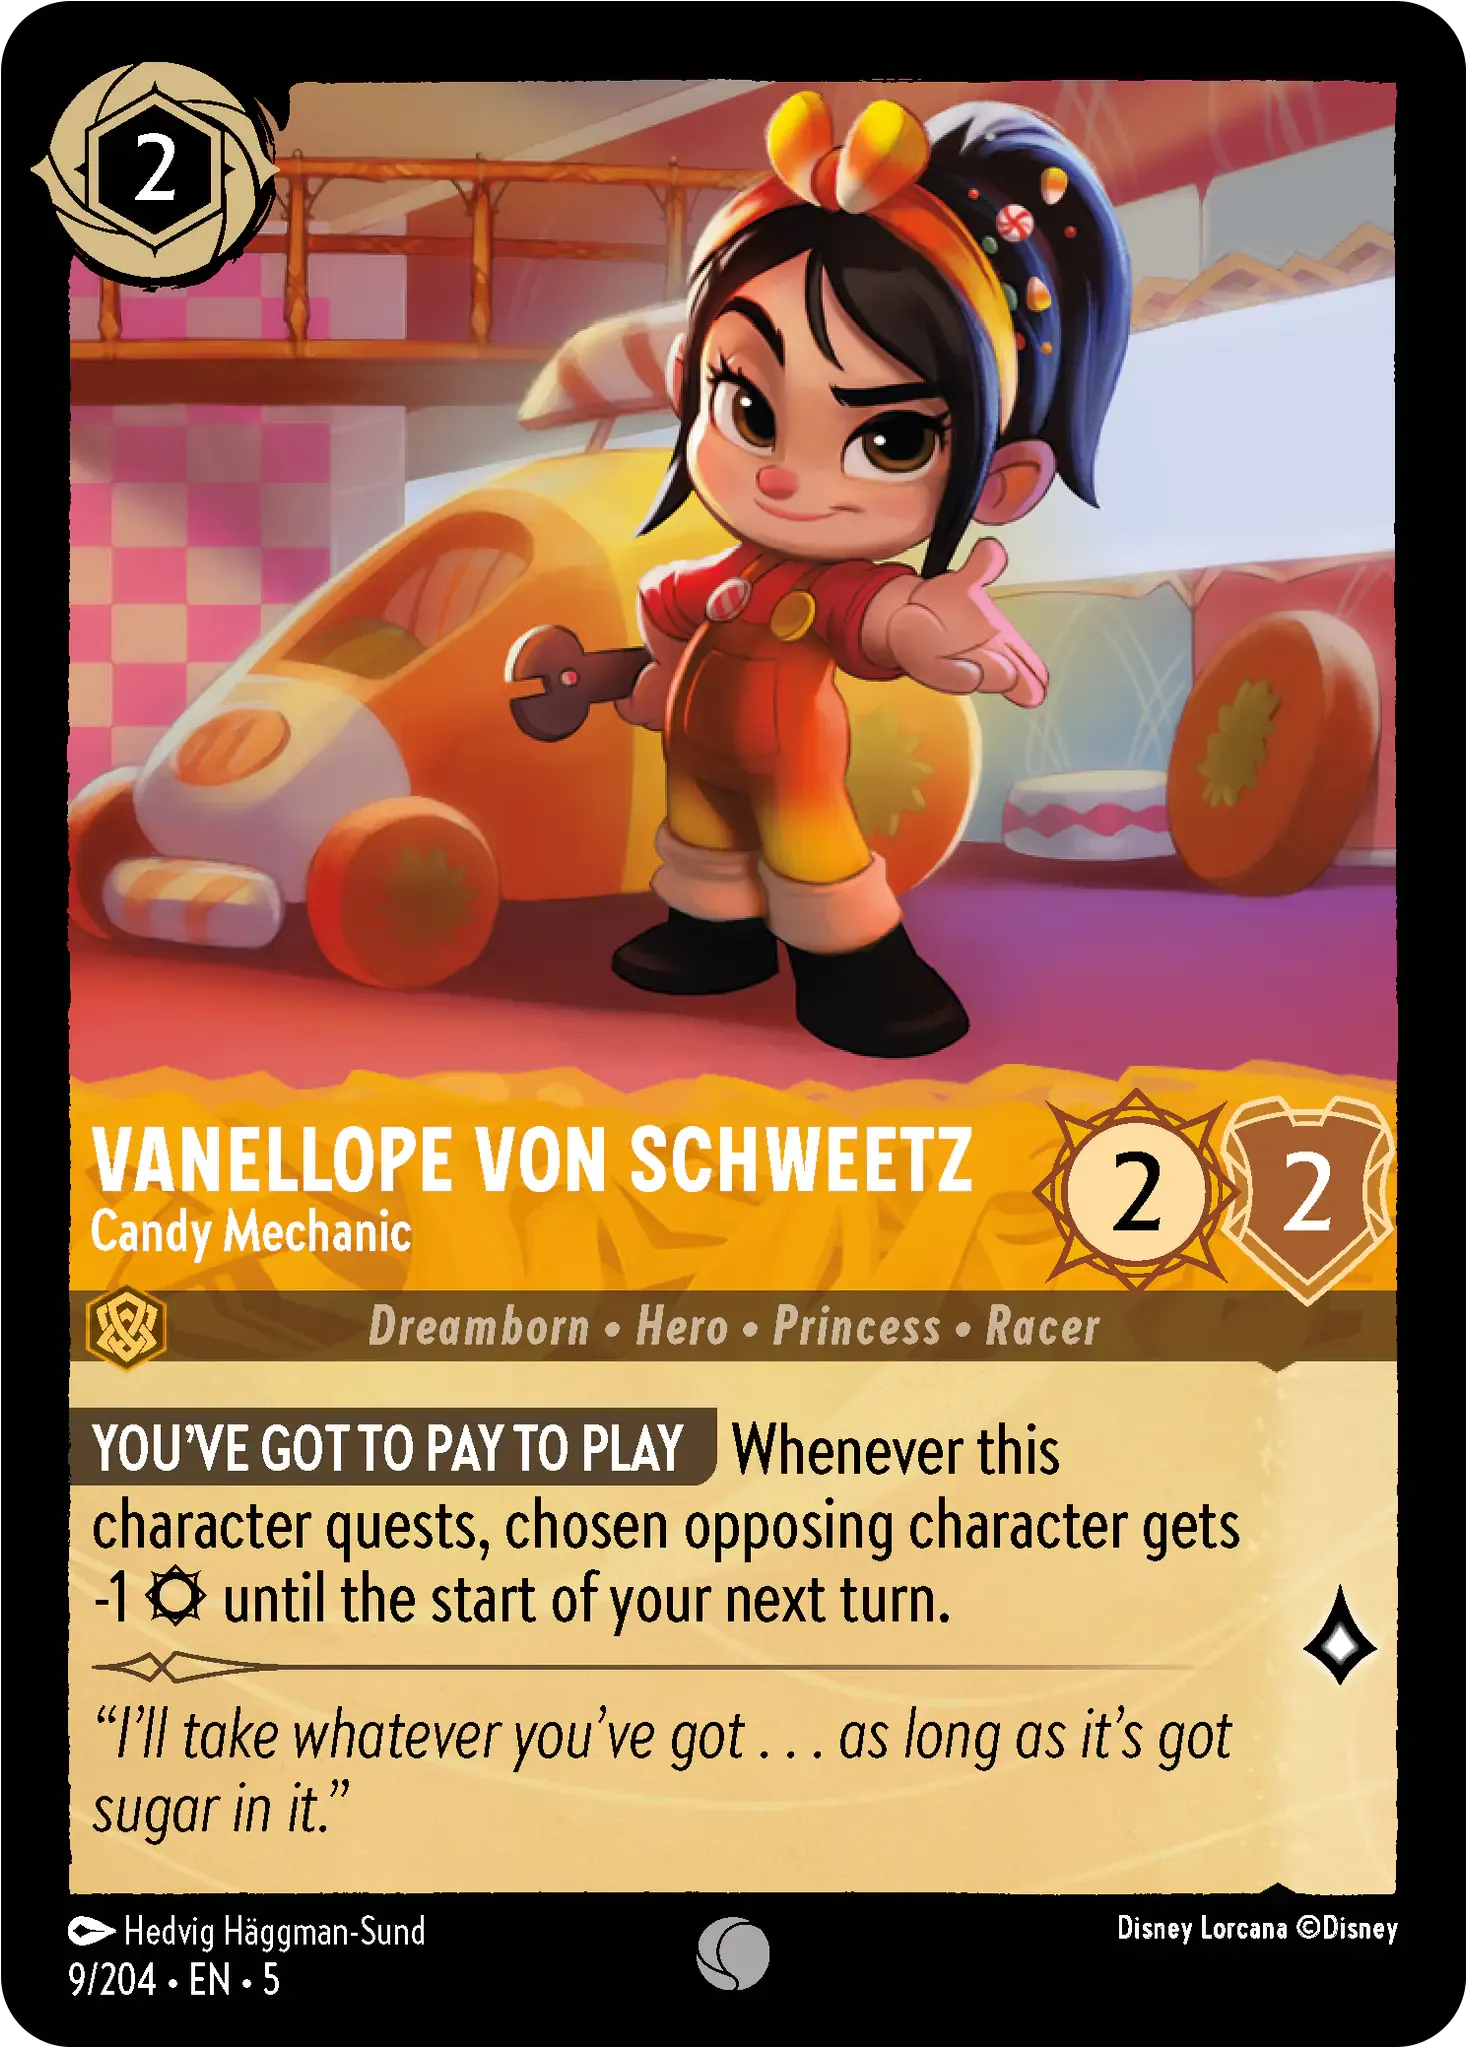 2
VANELLOPE VON SCHWEETZ
Candy Mechanic
2
2
Dreamborn • Hero • Princess • Racer
YOU'VE GOT TO PAY TO PLAY Whenever this
character quests, chosen opposing character gets
-1 until the start of your next turn.
“I'll take whatever you've got . . . as long as it's got
sugar in it.”
Hedvig Häggman-Sund
Disney Lorcana ©Disney
9/204 • EN • 5